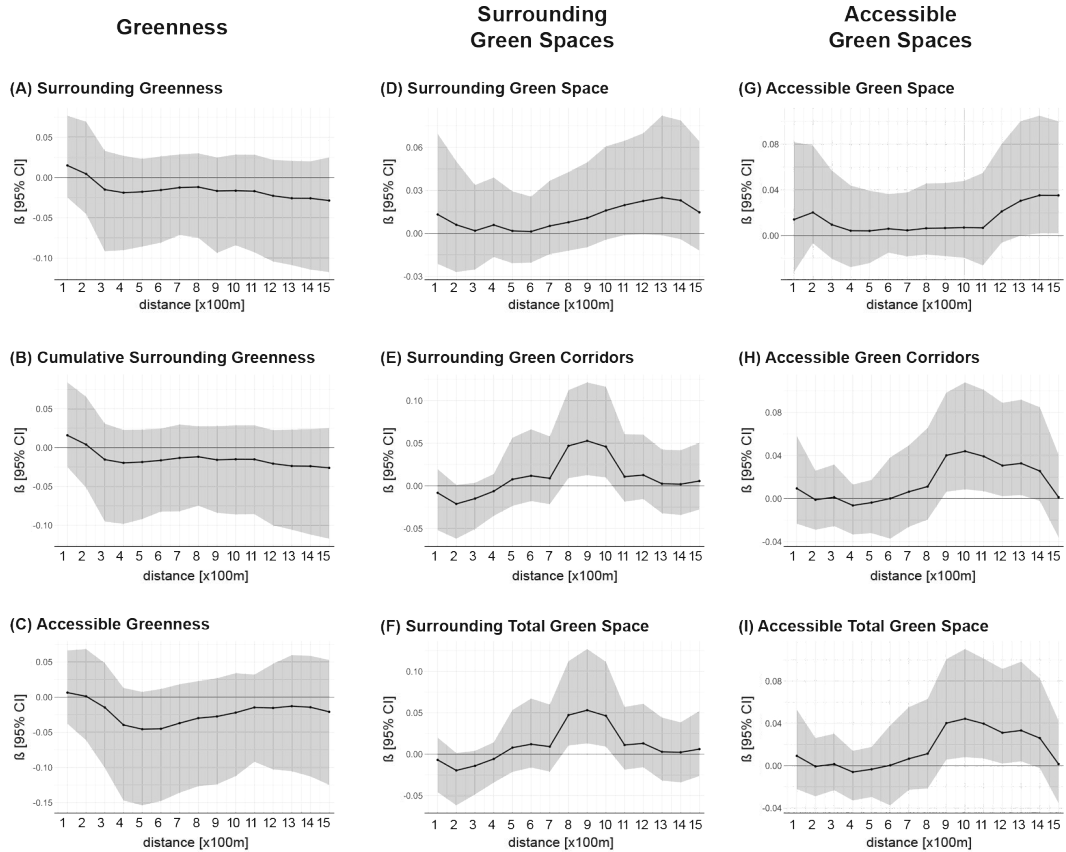 Greenness
Surrounding
Green Spaces
Accessible
Green Spaces
(A) Surrounding Greenness
0.05
0.00
-0.05
-0.10
ß [95% CI]
1 2 3 4 5 6 7 8 9 10 11 12 13 14 15
distance [x100m]
(D) Surrounding Green Space
0.06
0.03
0.00
-0.03
ß [95% CI]
1 2 3 4 5 6 7 8 9 10 11 12 13 14 15
distance [x100m]
(G) Accessible Green Space
0.08
0.04
0.00
ß [95% CI]
1 2 3 4 5 6 7 8 9 10 11 12 13 14 15
distance [x100m]
(B) Cumulative Surrounding Greenness
0.05
0.00
-0.05
-0.10
ß [95% CI]
1 2 3 4 5 6 7 8 9 10 11 12 13 14 15
distance [x100m]
(E) Surrounding Green Corridors
0.10
0.05
0.00
-0.05
ß [95% CI]
1 2 3 4 5 6 7 8 9 10 11 12 13 14 15
distance [x100m]
(H) Accessible Green Corridors
0.08
0.04
0.00
-0.04
ß [95% CI]
1 2 3 4 5 6 7 8 9 10 11 12 13 14 15
distance [x100m]
(C) Accessible Greenness
0.05
0.00
-0.05
-0.10
-0.15
ß [95% CI]
1 2 3 4 5 6 7 8 9 10 11 12 13 14 15
distance [x100m]
(F) Surrounding Total Green Space
0.10
0.05
0.00
-0.05
ß [95% CI]
1 2 3 4 5 6 7 8 9 10 11 12 13 14 15
distance [x100m]
(I) Accessible Total Green Space
0.08
0.04
0.00
-0.04
ß [95% CI]
1 2 3 4 5 6 7 8 9 10 11 12 13 14 15
distance [x100m]